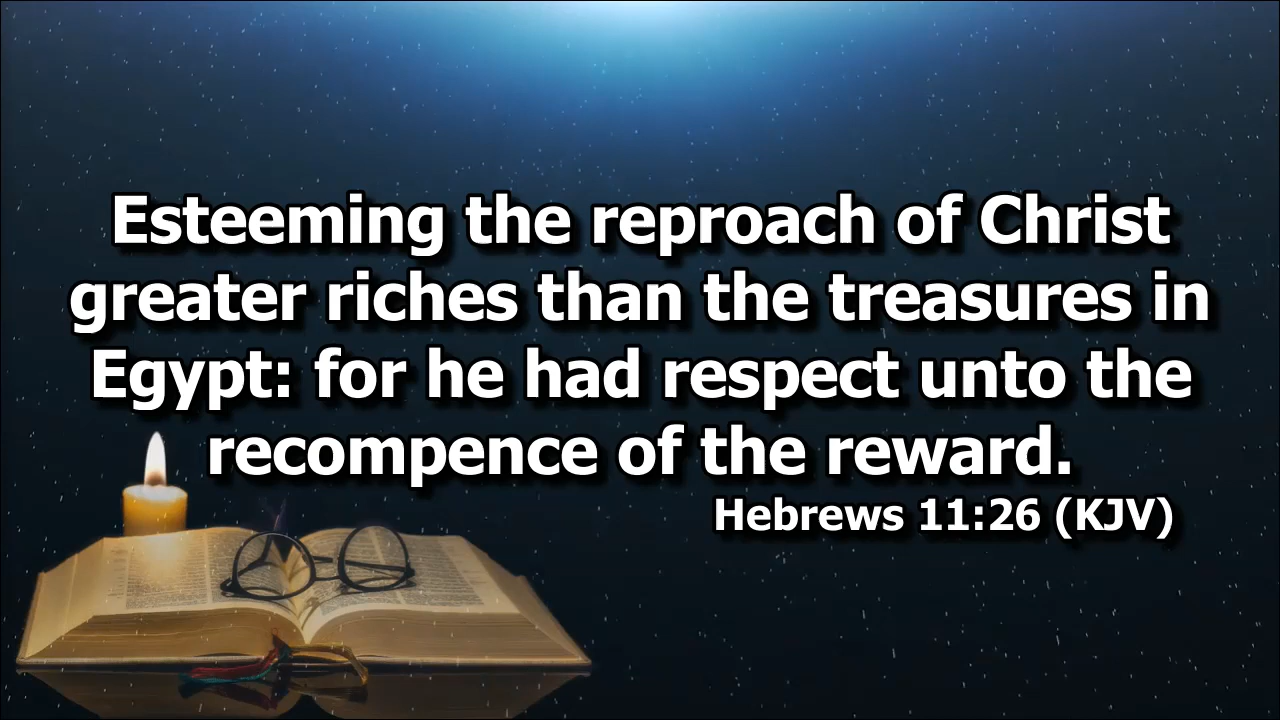 Esteeming the reproach of Christ
greater riches than the treasures in
Egypt: for he had respect unto the
recompence of the reward.
Hebrews 11:26 (KJV)